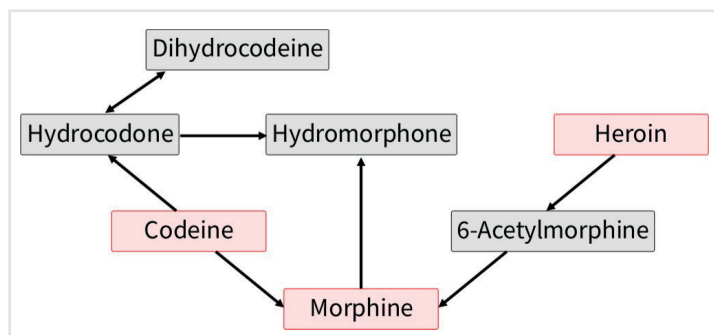 Dihydrocodeine
Hydrocodone
Hydromorphone
Heroin
Codeine
6-Acetylmorphine
Morphine